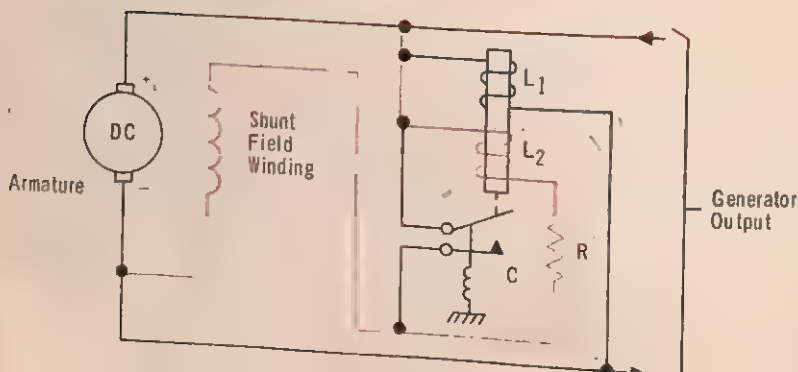 L1
DC
Shunt
Field
Winding
L2
Armature
Generator
Output
R
C